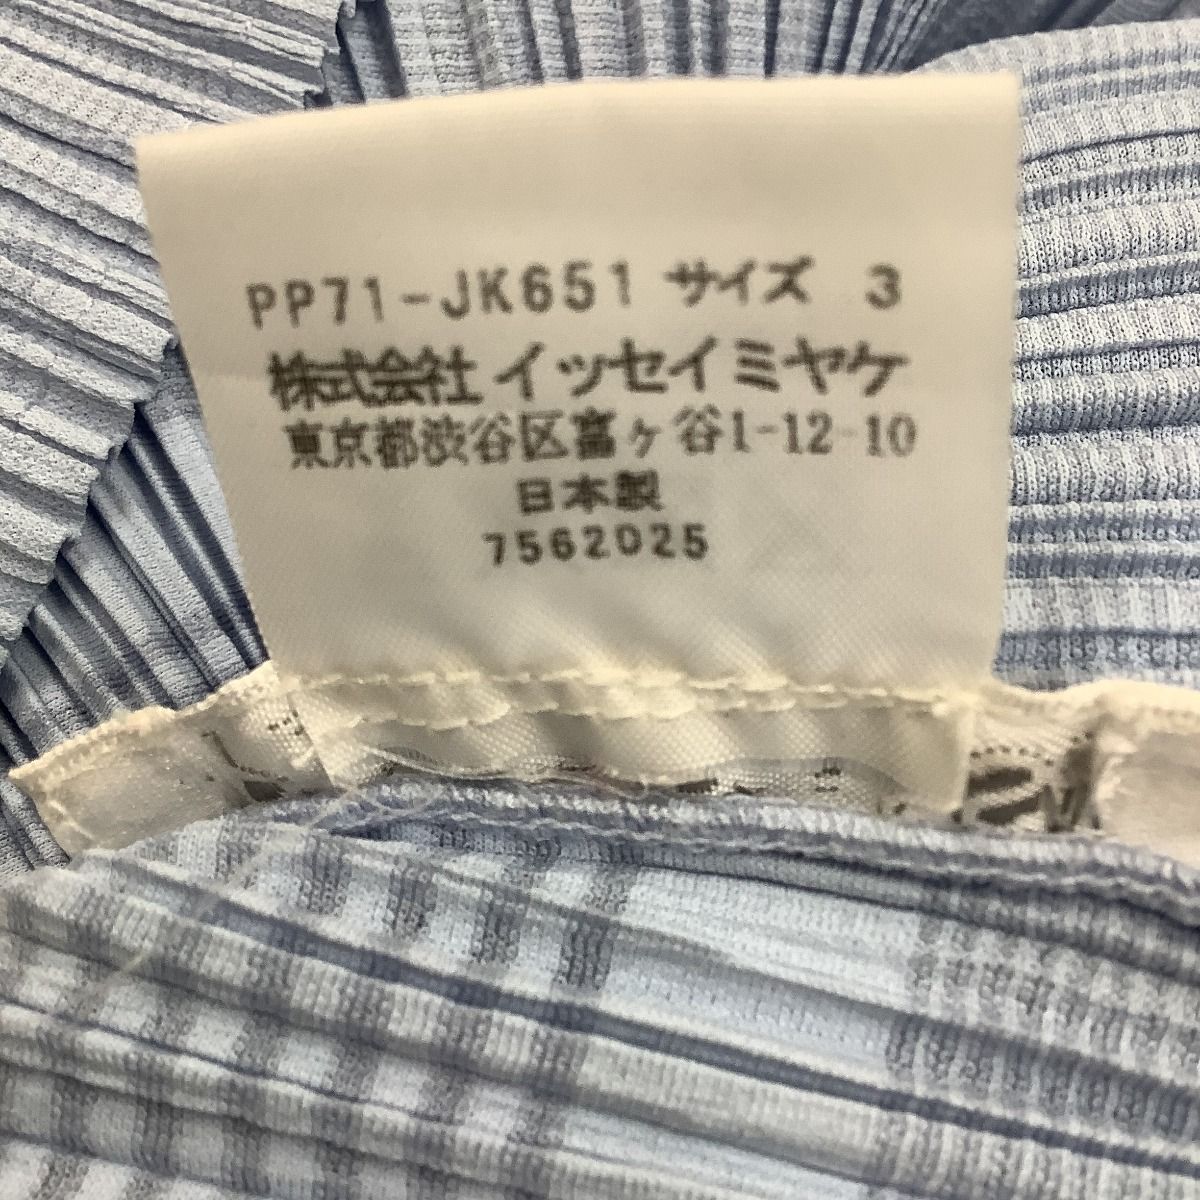 PP71-JK651 サイズ 3
株式会社 イッセイミヤケ
東京都渋谷区富ヶ谷1-12-10
日本製
7562025